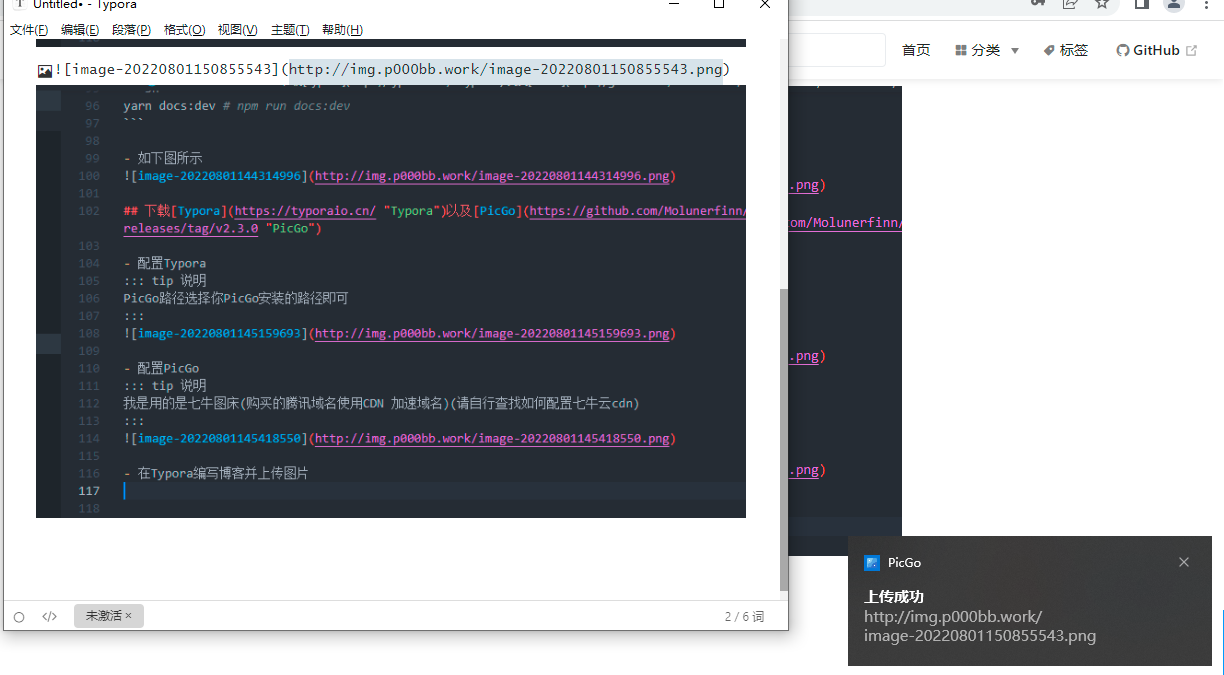 Untitled• - Typora
文件(F) 编辑(E) 段落(P) 格式(O) 视图(V) 主题(T) 帮助(H)
首页 分类 标签 GitHub
![image-20220801150855543](http://img.p000bb.work/image-20220801150855543.png)
96 yarn docs:dev # npm run docs:dev
97 ```
98
99 - 如下图所示
100 ![image-20220801144314996](http://img.p000bb.work/image-20220801144314996.png)
101
102 ## 下载[Typora](https://typoraio.cn/ "Typora")以及[PicGo](https://github.com/Molunerfinn/
releases/tag/v2.3.0 "PicGo")
103
104 - 配置Typora
105 ::: tip 说明
106 PicGo路径选择你PicGo安装的路径即可
107 :::
108 ![image-20220801145159693](http://img.p000bb.work/image-20220801145159693.png)
109
110 - 配置PicGo
111 ::: tip 说明
112 我是用的是七牛图床(购买的腾讯域名使用CDN 加速域名)(请自行查找如何配置七牛云cdn)
113 :::
114 ![image-20220801145418550](http://img.p000bb.work/image-20220801145418550.png)
115
116 - 在Typora编写博客并上传图片
117
118
.png)
com/Molunerfinn/
.png)
.png)
未激活 ×
2 / 6 词
PicGo
上传成功
http://img.p000bb.work/
image-20220801150855543.png